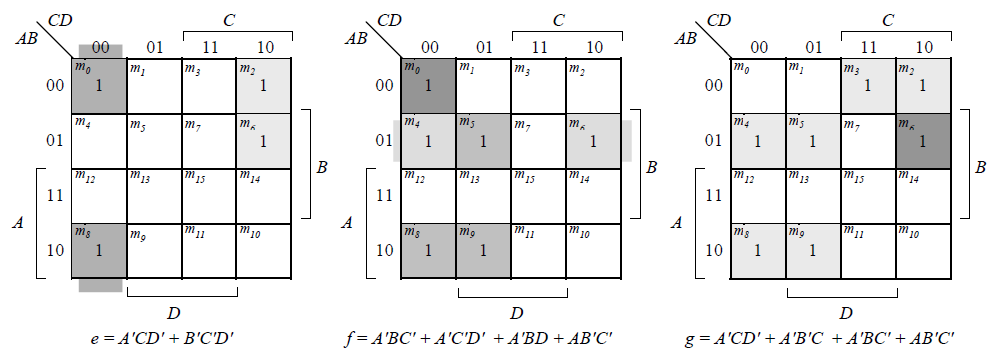 CD C CD C CD C
AB 00 01 11 10 AB 00 01 11 10 AB 00 01 11 10
m0 m1 m3 m2 m0 m1 m3 m2 m0 m1 m3 m2
00 1 1 00 1 00 1 1
m4 m5 m7 m6 m4 m5 m7 m6 m4 m5 m7 m6
01 1 01 1 1 1 01 1 1 1
B B B
m12 m13 m15 m14 m12 m13 m15 m14 m12 m13 m15 m14
11 11 11
A A A
m8 m9 m11 m10 m8 m9 m11 m10 m8 m9 m11 m10
10 1 10 1 1 10 1 1
D D D
e = A'CD' + B'C'D' f = A'BC' + A'C'D' + A'BD + AB'C' g = A'CD' + A'B'C + A'BC' + AB'C'